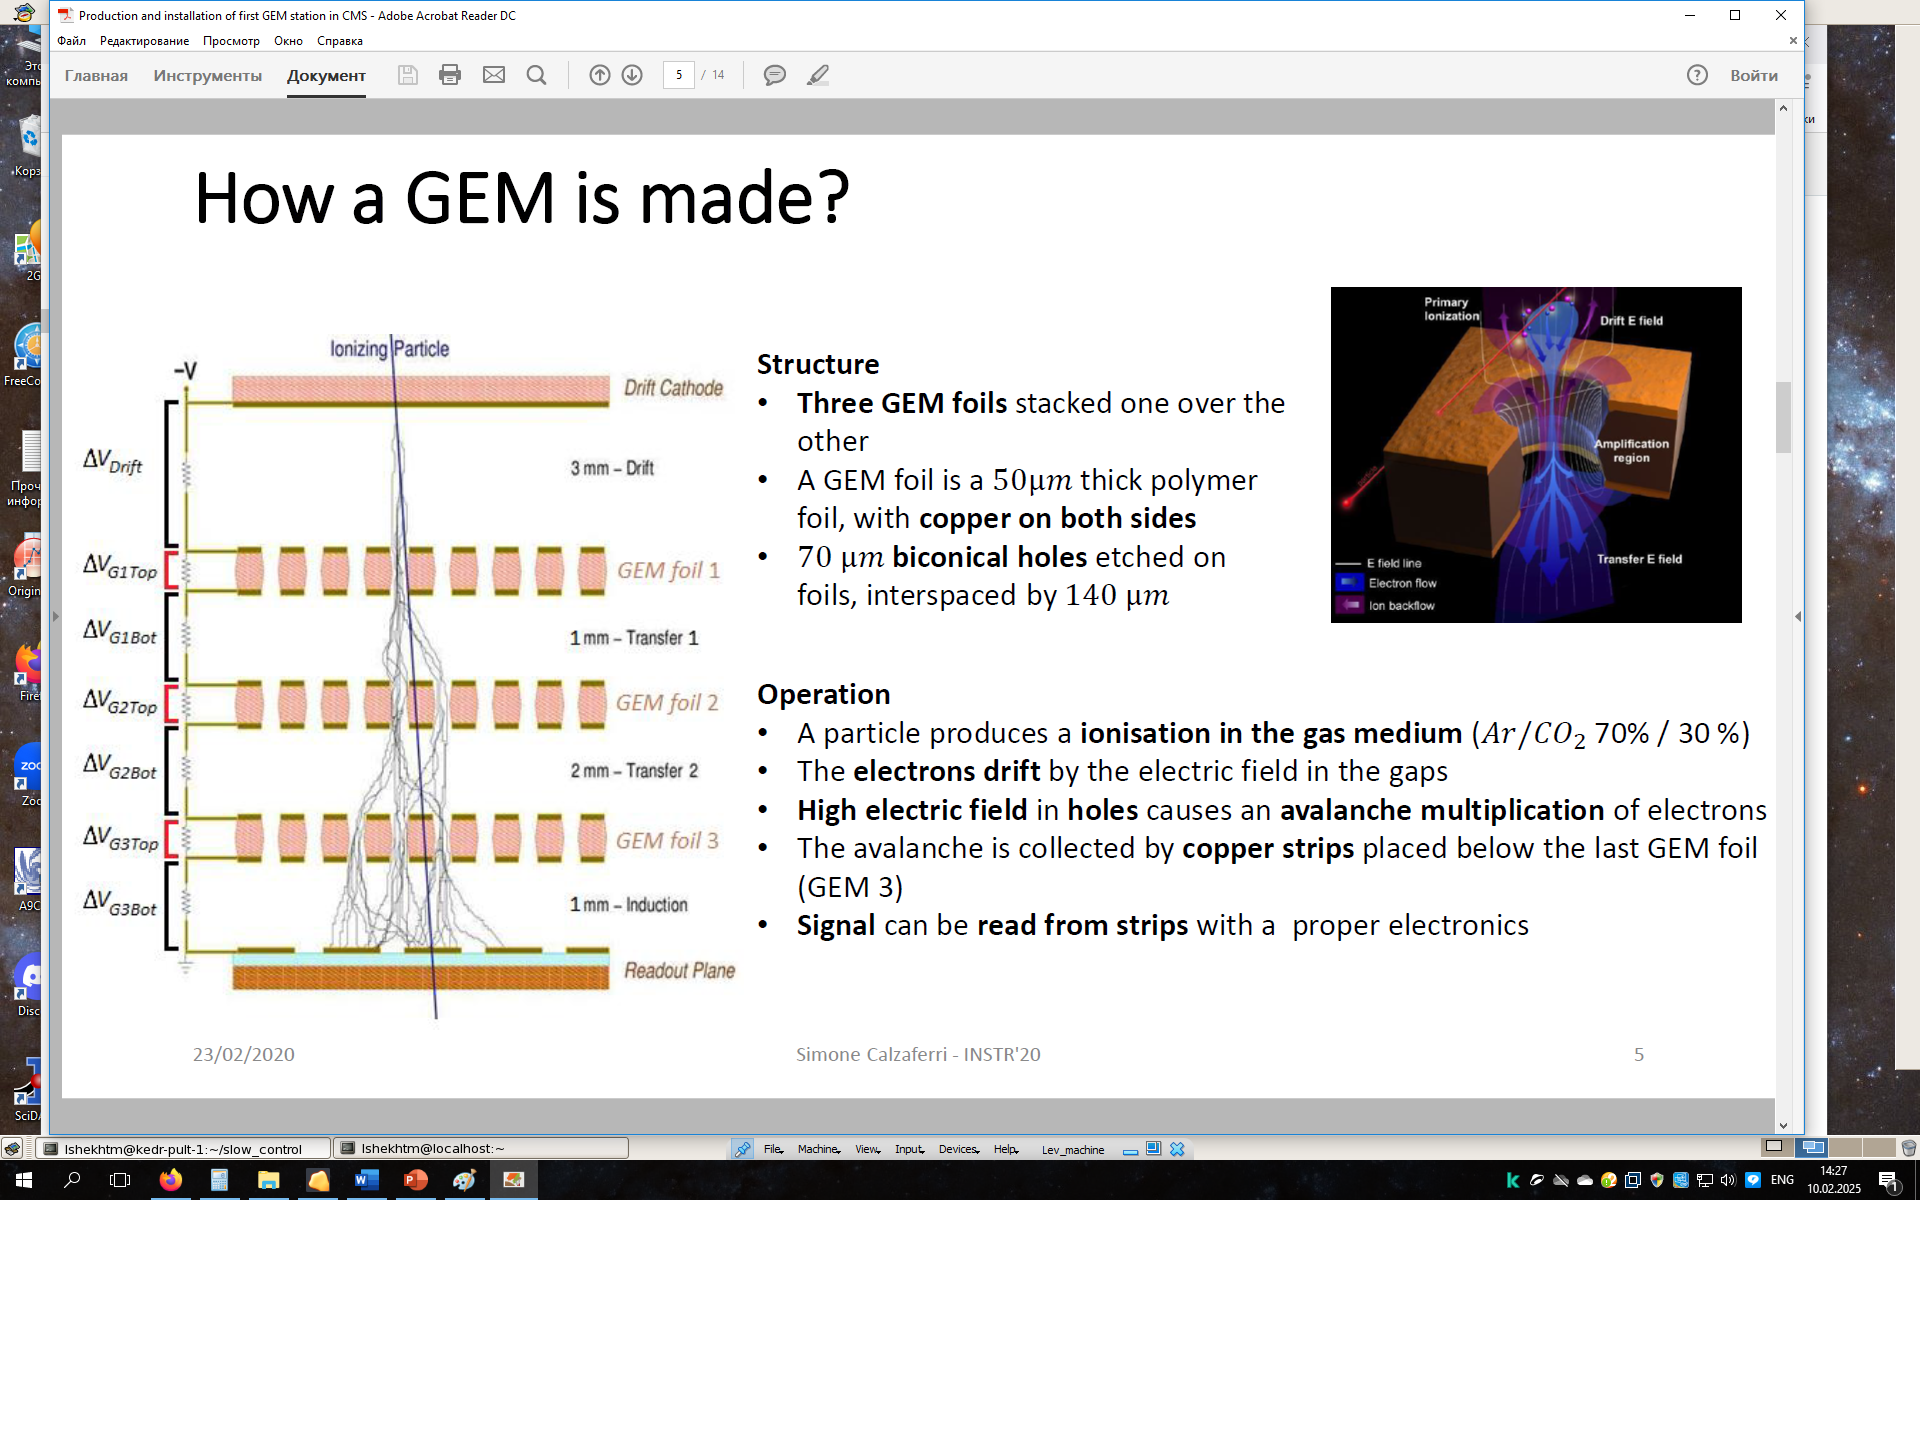 Production and installation of first GEM station in CMS - Adobe Acrobat Reader DC
Файл Редактирование Просмотр Окно Справка
Главная Инструменты Документ 5 / 14 Войти
How a GEM is made?
Ionizing Particle
–V
Drift Cathode
ΔVDrift
3 mm – Drift
ΔVG1Top
GEM foil 1
ΔVG1Bot
1 mm – Transfer 1
ΔVG2Top
GEM foil 2
ΔVG2Bot
2 mm – Transfer 2
ΔVG3Top
GEM foil 3
ΔVG3Bot
1 mm – Induction
Readout Plane
Structure
• Three GEM foils stacked one over the
other
• A GEM foil is a 50μm thick polymer
foil, with copper on both sides
• 70 μm biconical holes etched on
foils, interspaced by 140 μm
Primary
Ionization
Drift E field
Amplification
region
Transfer E field
E field line
Electron flow
Ion backflow
Operation
• A particle produces a ionisation in the gas medium (Ar/CO₂ 70% / 30 %)
• The electrons drift by the electric field in the gaps
• High electric field in holes causes an avalanche multiplication of electrons
• The avalanche is collected by copper strips placed below the last GEM foil
(GEM 3)
• Signal can be read from strips with a proper electronics
23/02/2020 Simone Calzaferri - INSTR'20 5
lshekhtm@kedr-pult-1:~/slow_control lshekhtm@localhost:~ File Machine View Input Devices Help Lev_machine
ENG 14:27
10.02.2025 1